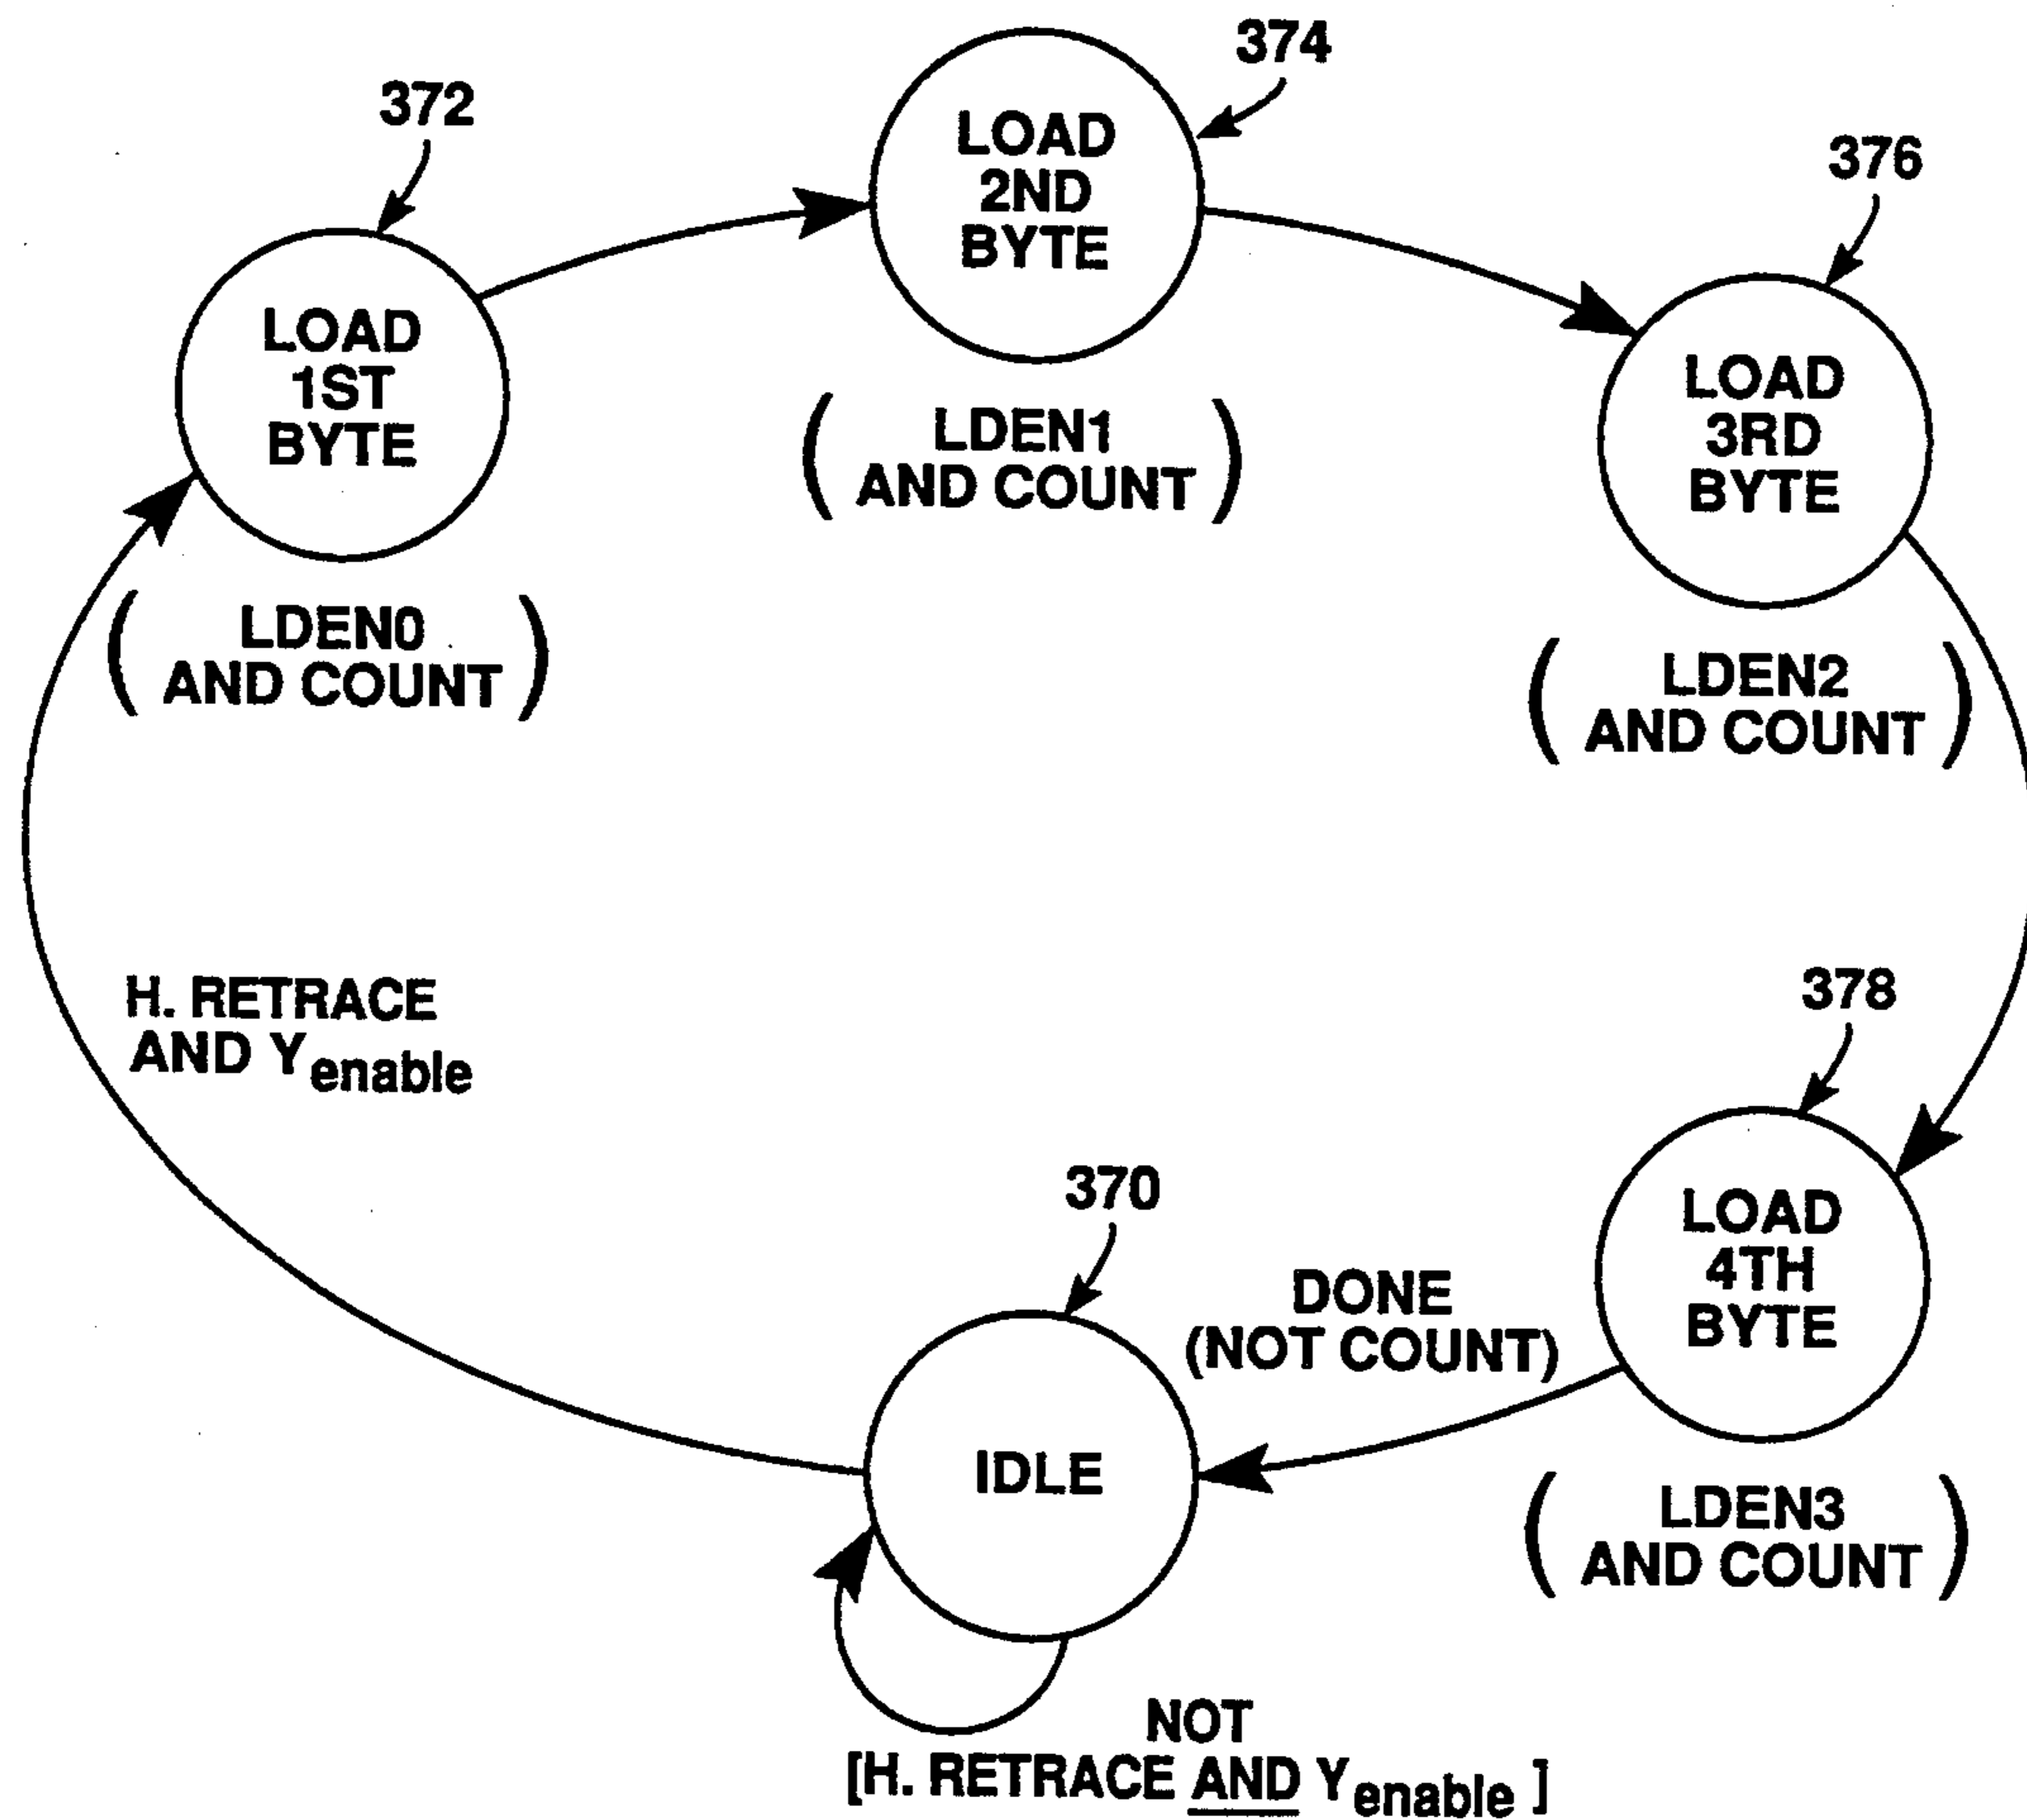 374
372
LOAD
2ND
BYTE
376
LOAD
1ST
BYTE
LOAD
3RD
BYTE
( LDEN1
AND COUNT )
( LDEN0
AND COUNT )
( LDEN2
AND COUNT )
H. RETRACE
AND Yenable
378
370
LOAD
4TH
BYTE
DONE
(NOT COUNT)
IDLE
( LDEN3
AND COUNT )
NOT
[H. RETRACE AND Yenable ]